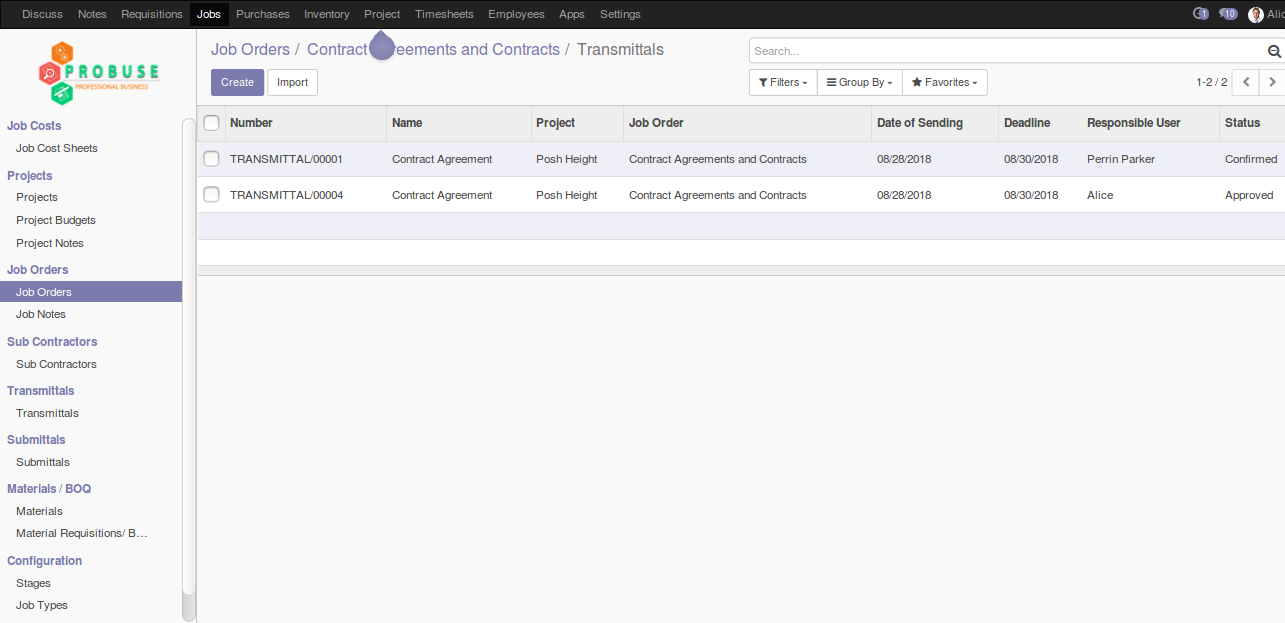 Discuss Notes Requisitions Jobs Purchases Inventory Project Timesheets Employees Apps Settings 1 10
PROBUSE
PROFESSIONAL BUSINESS
Job Orders / Contract / Transmittals
Search...
Create Import
Filters Group By Favorites 1-2 / 2
Number Name Project Job Order Date of Sending Deadline Responsible User Status
TRANSMITTAL/00001 Contract Agreement Posh Height Contract Agreements and Contracts 08/28/2018 08/30/2018 Perrin Parker Confirmed
TRANSMITTAL/00004 Contract Agreement Posh Height Contract Agreements and Contracts 08/28/2018 08/30/2018 Alice Approved
Job Costs
Job Cost Sheets
Projects
Projects
Project Budgets
Project Notes
Job Orders
Job Orders
Job Notes
Sub Contractors
Sub Contractors
Transmittals
Transmittals
Submittals
Submittals
Materials / BOQ
Materials
Material Requisitions/ B...
Configuration
Stages
Job Types